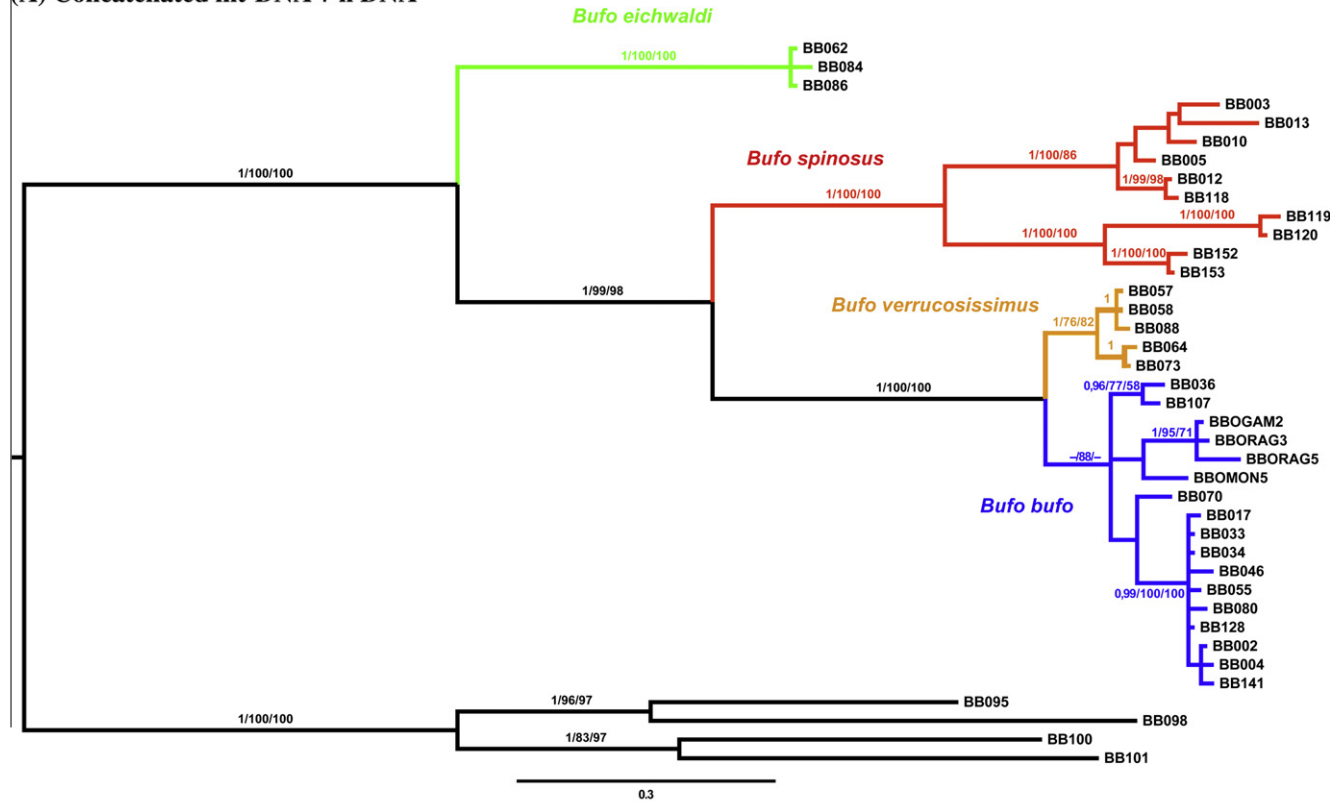 Bufo eichwaldi
BB062
1/100/100
BB084
BB086
BB003
BB013
BB010
Bufo spinosus
1/100/86
BB005
1/100/100
1/99/98
BB012
BB118
1/100/100
1/100/100
BB119
1/100/100
BB120
1/100/100
BB152
BB153
1/99/98
Bufo verrucosissimus
1
BB057
BB058
1/76/82
BB088
1
BB064
BB073
1/100/100
0,96/77/58
BB036
BB107
BBOGAM2
1/95/71
BBORAG3
–/88/–
BBORAG5
BBOMON5
BB070
Bufo bufo
BB017
BB033
BB034
BB046
0,99/100/100
BB055
BB080
BB128
BB002
BB004
BB141
1/96/97
BB095
1/100/100
BB098
1/83/97
BB100
BB101
0.3